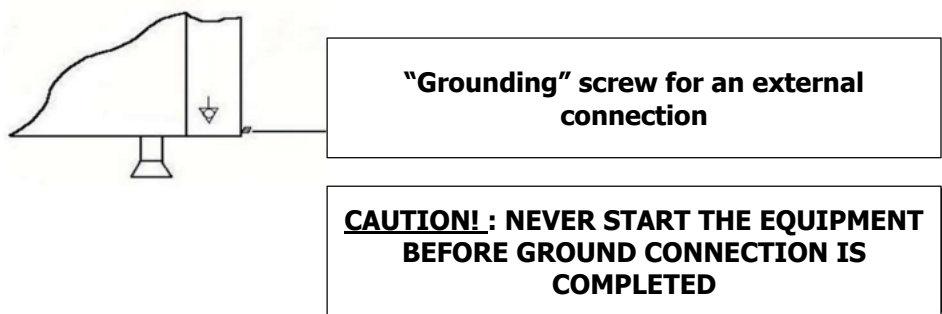 “Grounding” screw for an external
connection
CAUTION! : NEVER START THE EQUIPMENT
BEFORE GROUND CONNECTION IS
COMPLETED